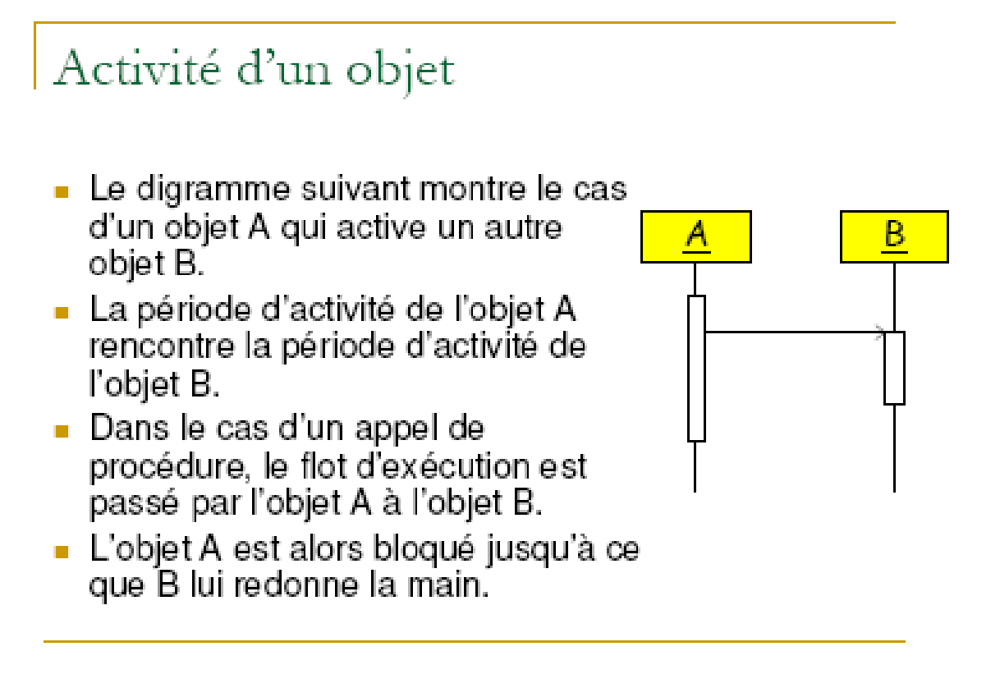 Activité d'un objet
Le digramme suivant montre le cas
d'un objet A qui active un autre
objet B.
La période d'activité de l'objet A
rencontre la période d'activité de
l'objet B.
Dans le cas d'un appel de
procédure, le flot d'exécution est
passé par l'objet A à l'objet B.
L'objet A est alors bloqué jusqu'à ce
que B lui redonne la main.
A
B